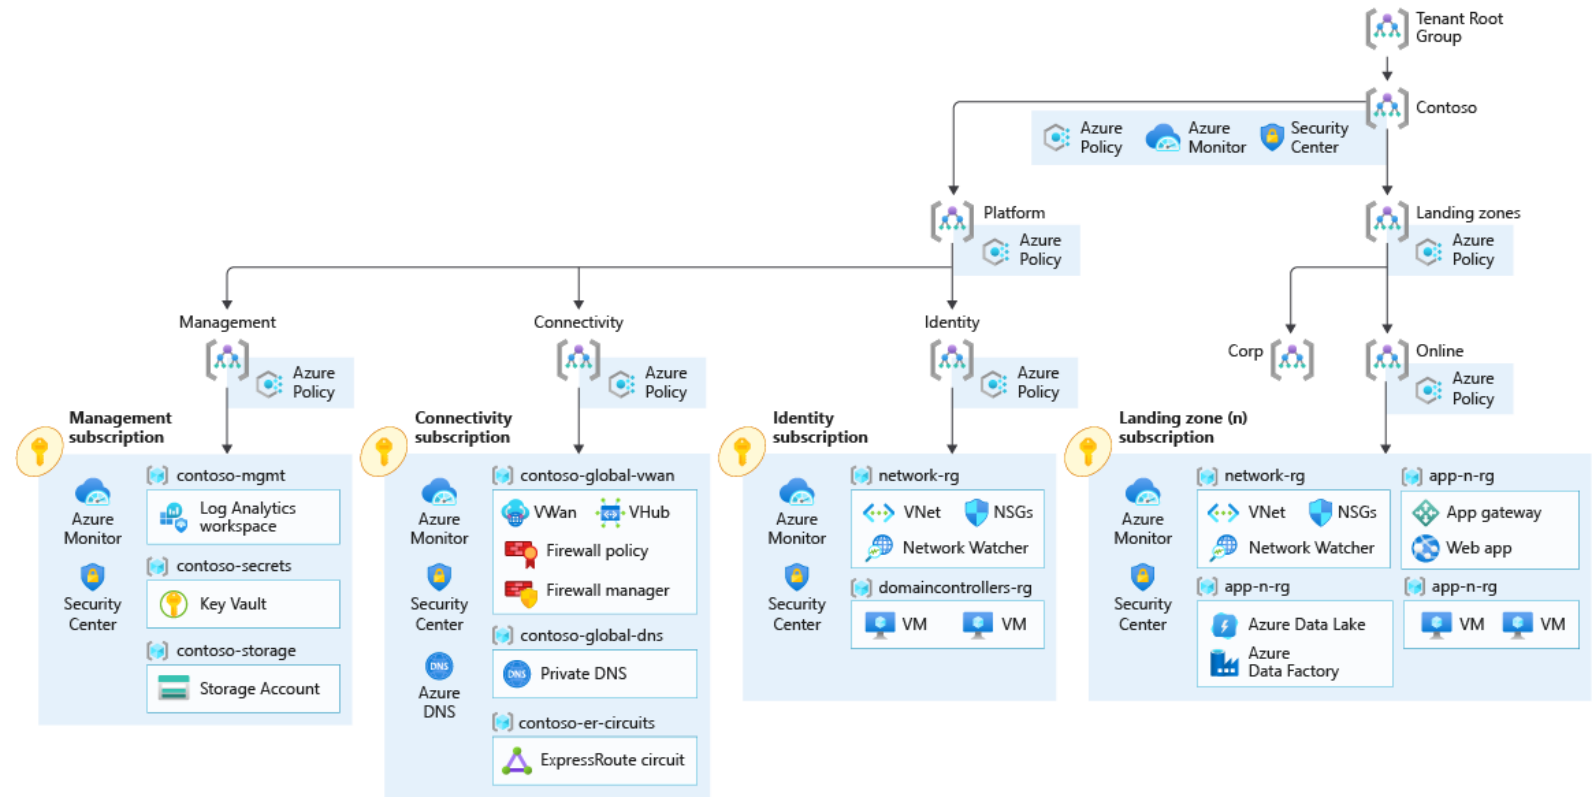 Tenant Root
Group
Contoso
Azure
Policy
Azure
Monitor
Security
Center
Platform
Azure
Policy
Landing zones
Azure
Policy
Management
Azure
Policy
Connectivity
Azure
Policy
Identity
Azure
Policy
Corp
Online
Azure
Policy
Management
subscription
Azure
Monitor
Security
Center
contoso-mgmt
Log Analytics
workspace
contoso-secrets
Key Vault
contoso-storage
Storage Account
Connectivity
subscription
Azure
Monitor
Security
Center
DNS
Azure
DNS
contoso-global-vwan
VWan
VHub
Firewall policy
Firewall manager
contoso-global-dns
DNS
Private DNS
contoso-er-circuits
ExpressRoute circuit
Identity
subscription
Azure
Monitor
Security
Center
network-rg
VNet
NSGs
Network Watcher
domaincontrollers-rg
VM
VM
Landing zone (n)
subscription
Azure
Monitor
Security
Center
network-rg
VNet
NSGs
Network Watcher
app-n-rg
App gateway
Web app
app-n-rg
Azure Data Lake
Azure
Data Factory
app-n-rg
VM
VM